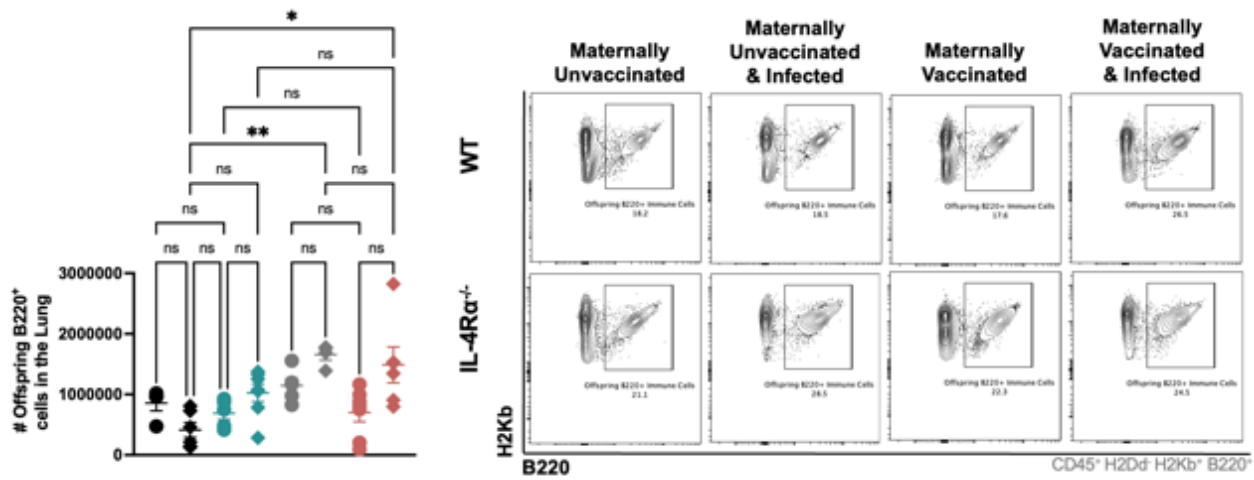 *
ns
ns
**
ns
ns
ns
ns
ns
ns
ns
ns
ns
3000000
2000000
1000000
0
# Offspring B220+
cells in the Lung
Maternally
Unvaccinated
Maternally
Unvaccinated
& Infected
Maternally
Vaccinated
Maternally
Vaccinated
& Infected
WT
Offspring B220+ Immune Cells
18.2
Offspring B220+ Immune Cells
18.5
Offspring B220+ Immune Cells
17.6
Offspring B220+ Immune Cells
26.5
IL-4Rα-/-
Offspring B220+ Immune Cells
21.1
Offspring B220+ Immune Cells
26.5
Offspring B220+ Immune Cells
22.3
Offspring B220+ Immune Cells
24.5
H2Kb
B220
CD45+ H2Dd- H2Kb+ B220+